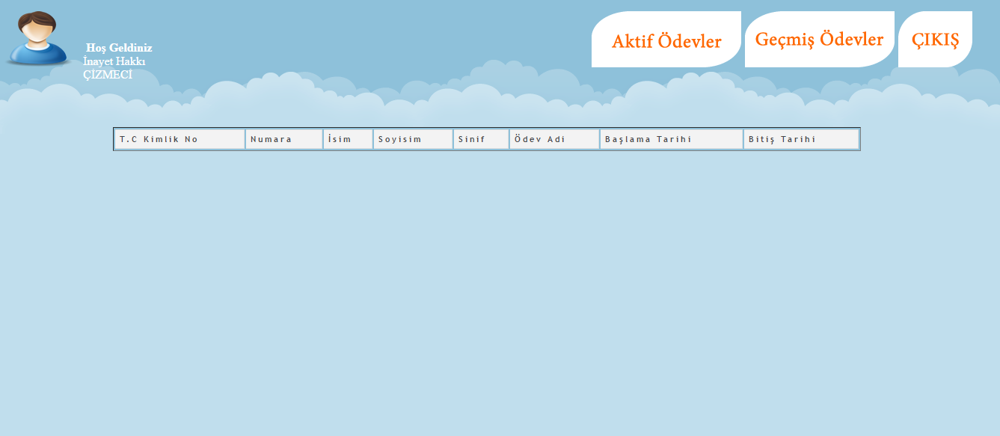 Hoş Geldiniz
İnayet Hakkı
ÇİZMECİ
Aktif Ödevler
Geçmiş Ödevler
ÇIKIŞ
T.C Kimlik No Numara İsim Soyisim Sinif Ödev Adi Başlama Tarihi Bitiş Tarihi